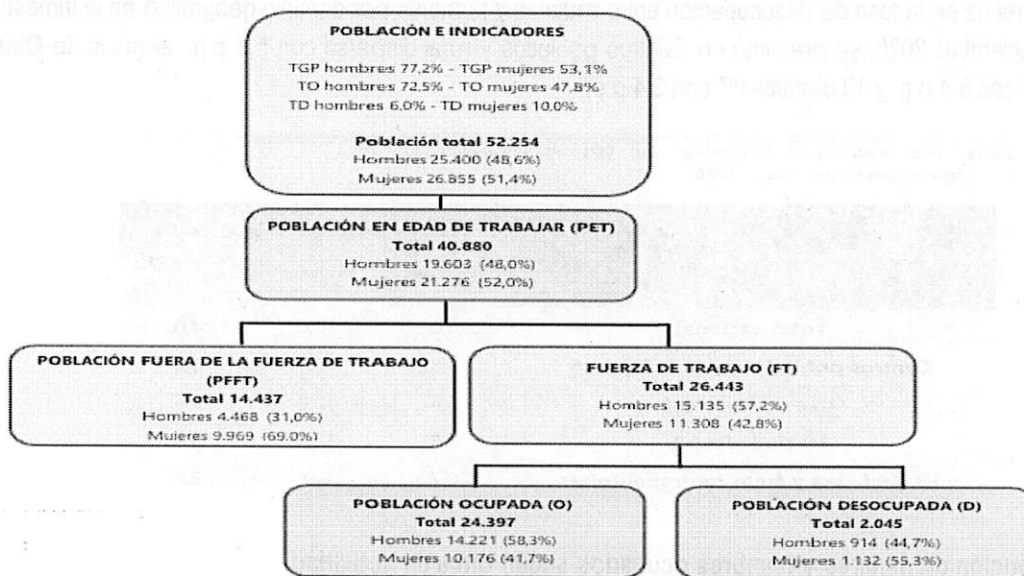 POBLACIÓN E INDICADORES
TGP hombres 77,2% - TGP mujeres 53,1%
TO hombres 72,5% - TO mujeres 47,8%
TD hombres 6,0% - TD mujeres 10,0%
Población total 52.254
Hombres 25.400 (48,6%)
Mujeres 26.855 (51,4%)
POBLACIÓN EN EDAD DE TRABAJAR (PET)
Total 40.880
Hombres 19.603 (48,0%)
Mujeres 21.276 (52,0%)
POBLACIÓN FUERA DE LA FUERZA DE TRABAJO
(PFFT)
Total 14.437
Hombres 4.468 (31,0%)
Mujeres 9.969 (69,0%)
FUERZA DE TRABAJO (FT)
Total 26.443
Hombres 15.135 (57,2%)
Mujeres 11.308 (42,8%)
POBLACIÓN OCUPADA (O)
Total 24.397
Hombres 14.221 (58,3%)
Mujeres 10.176 (41,7%)
POBLACIÓN DESOCUPADA (D)
Total 2.045
Hombres 914 (44,7%)
Mujeres 1.132 (55,3%)